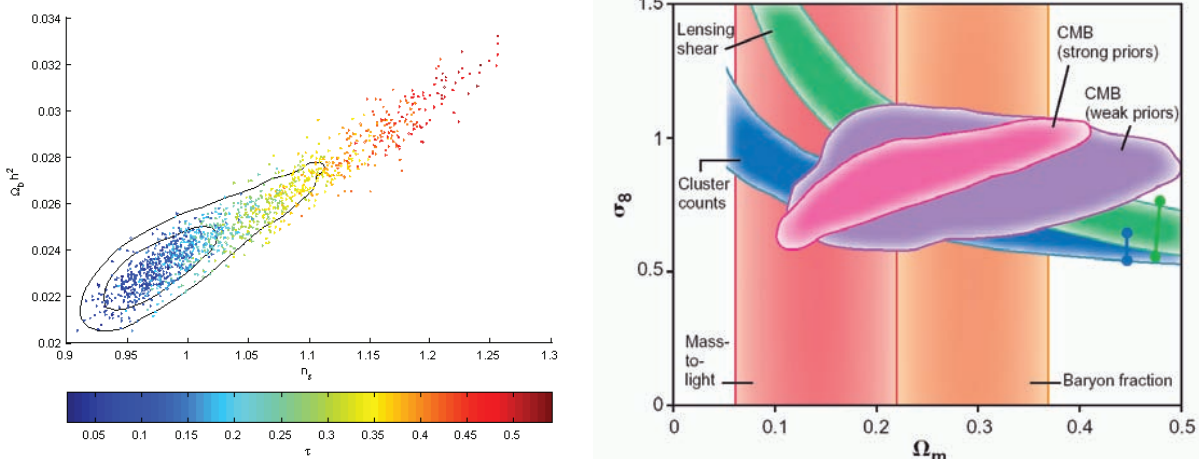 0.034
0.032
0.03
0.028
0.026
0.024
0.022
0.02
Ω_b h²
0.9 0.95 1 1.05 1.1 1.15 1.2 1.25 1.3
n_s
0.05 0.1 0.15 0.2 0.25 0.3 0.35 0.4 0.45 0.5
τ
1.5
1
0.5
0
σ₈
Lensing
shear
CMB
(strong priors)
CMB
(weak priors)
Cluster
counts
Mass-
to-
light
Baryon fraction
0 0.1 0.2 0.3 0.4 0.5
Ω_m